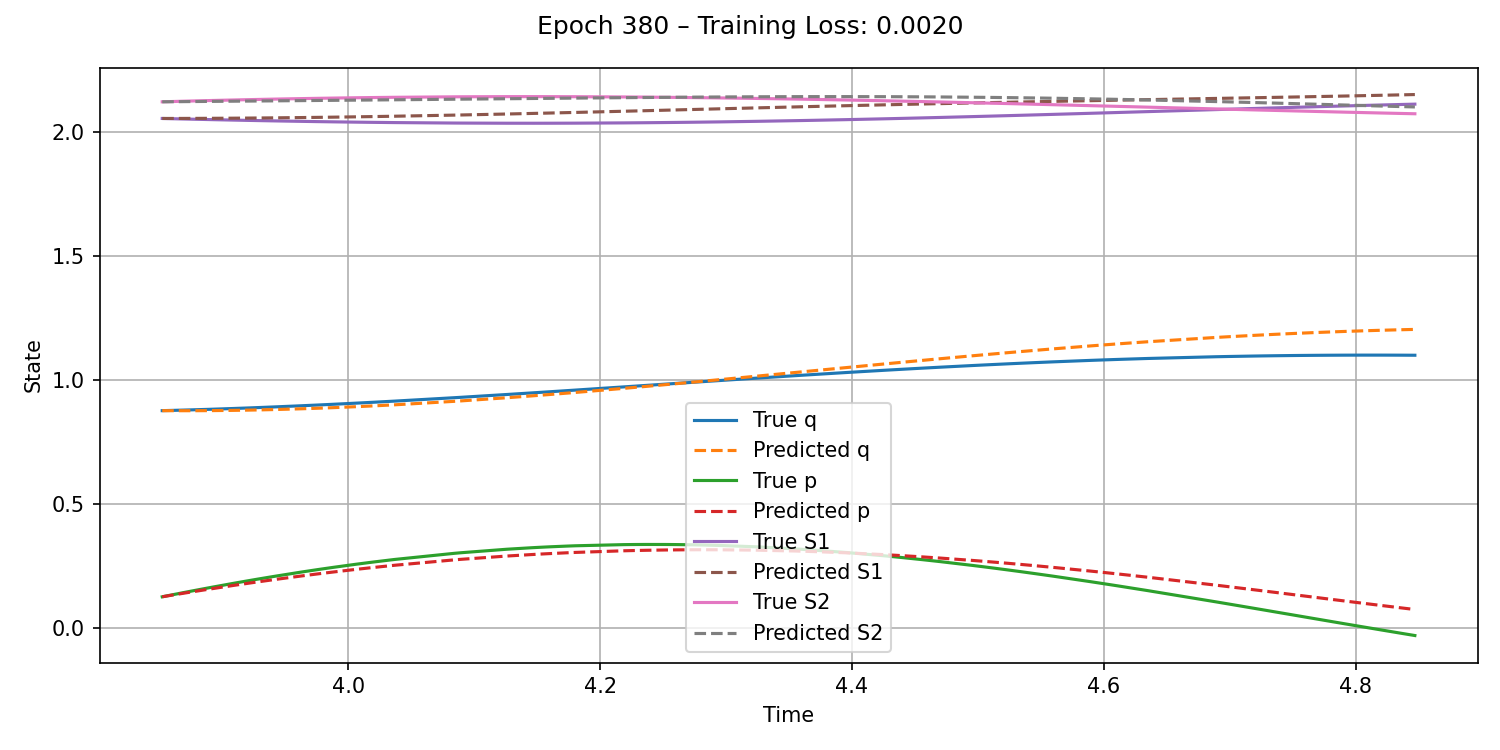 Epoch 380 – Training Loss: 0.0020
2.0
1.5
1.0
0.5
0.0
State
True q
Predicted q
True p
Predicted p
True S1
Predicted S1
True S2
Predicted S2
4.0 4.2 4.4 4.6 4.8
Time